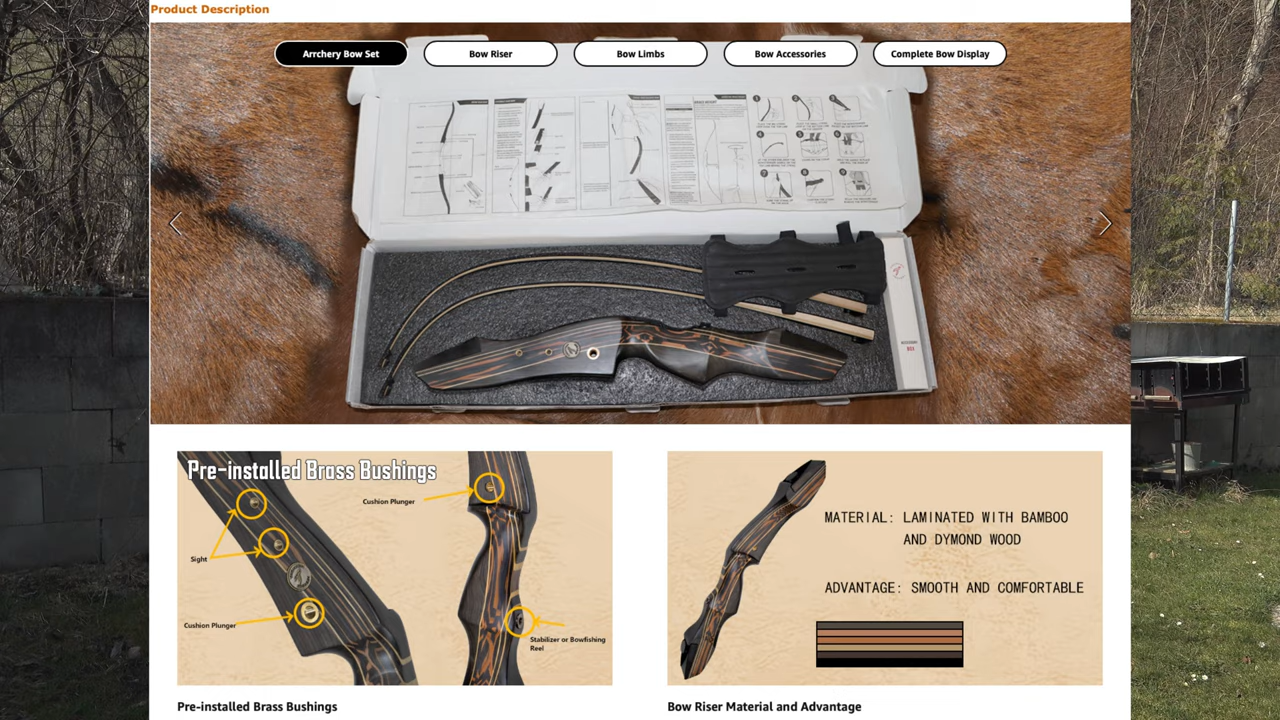 Product Description
Arrchery Bow Set
Bow Riser
Bow Limbs
Bow Accessories
Complete Bow Display
Pre-installed Brass Bushings
Cushion Plunger
Sight
Cushion Plunger
Stabilizer or Bowfishing
Reel
MATERIAL: LAMINATED WITH BAMBOO
AND DYMOND WOOD
ADVANTAGE: SMOOTH AND COMFORTABLE
Pre-installed Brass Bushings
Bow Riser Material and Advantage